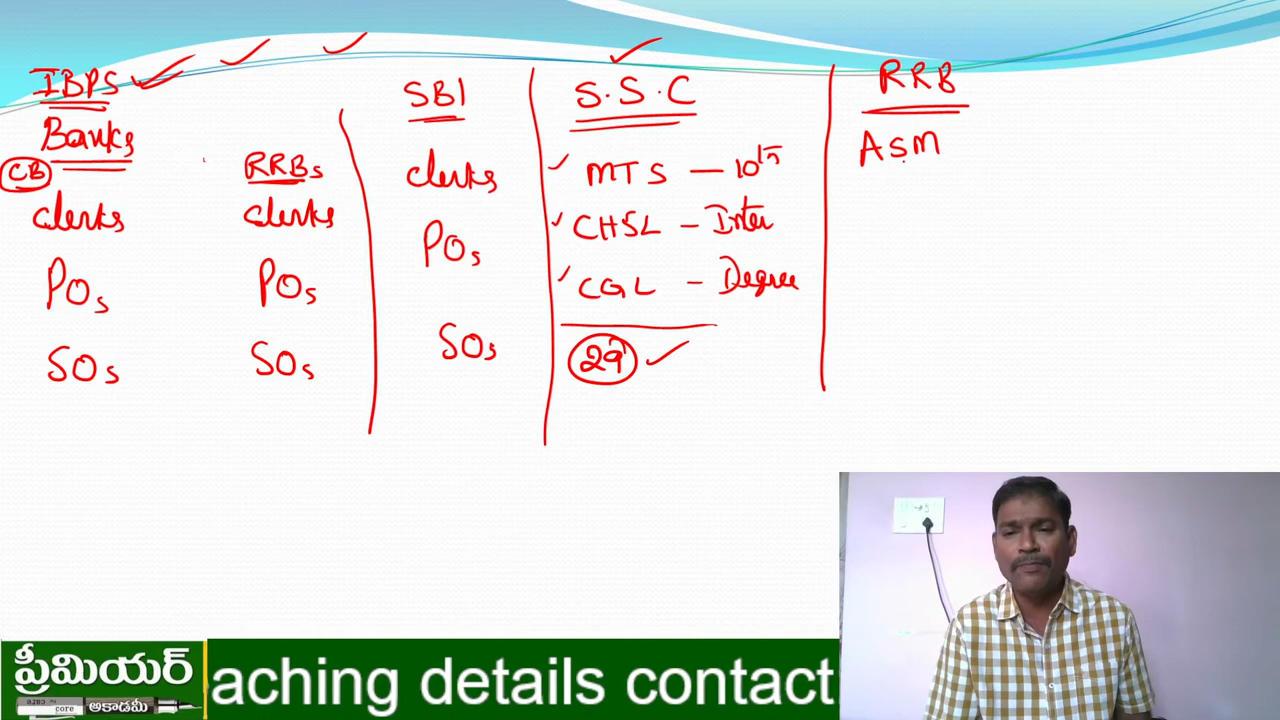 IBPS
Banks
CB
clerks
POs
SOs
RRBs
clerks
POs
SOs
SBI
clerks
POs
SOs
S.S.C
MTS - 10th
CHSL - Inter
CGL - Degree
29
RRB
ASM
ప్రీమియర్
core
అకాడమీ
aching details contact